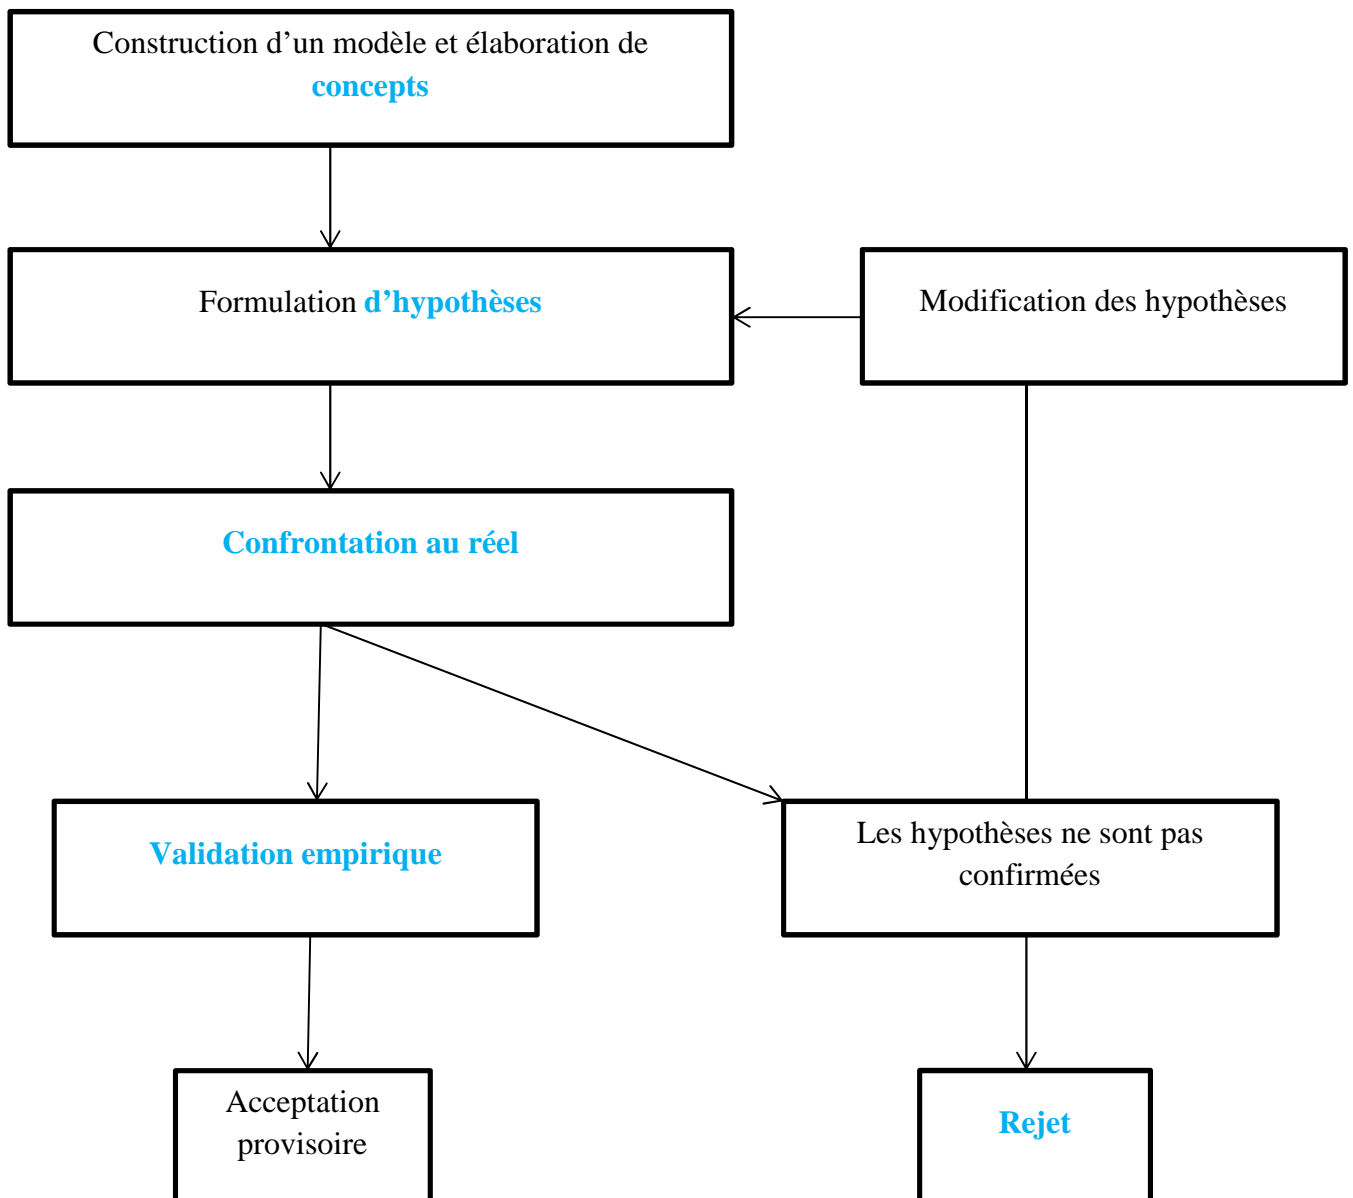 Construction d’un modèle et élaboration de
concepts
Formulation d’hypothèses
Modification des hypothèses
Confrontation au réel
Validation empirique
Les hypothèses ne sont pas
confirmées
Acceptation
provisoire
Rejet